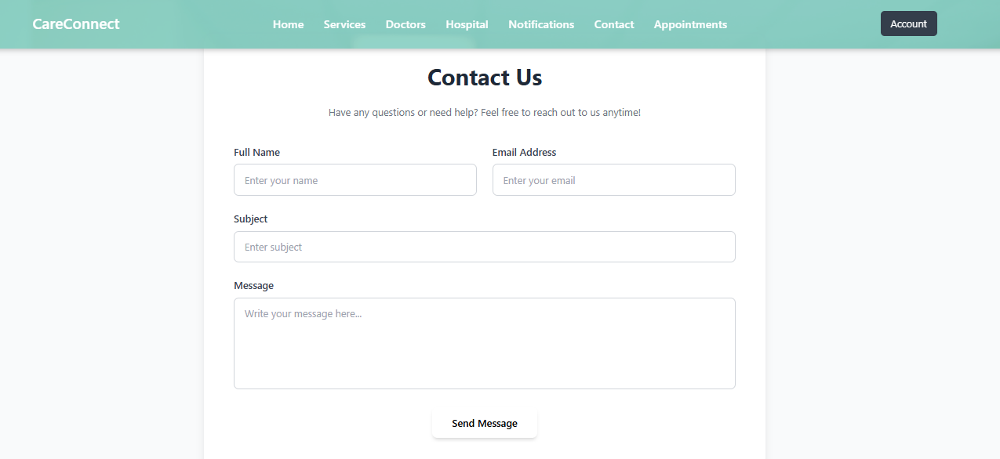 CareConnect
Home Services Doctors Hospital Notifications Contact Appointments
Account
Contact Us
Have any questions or need help? Feel free to reach out to us anytime!
Full Name
Email Address
Enter your name
Enter your email
Subject
Enter subject
Message
Write your message here...
Send Message